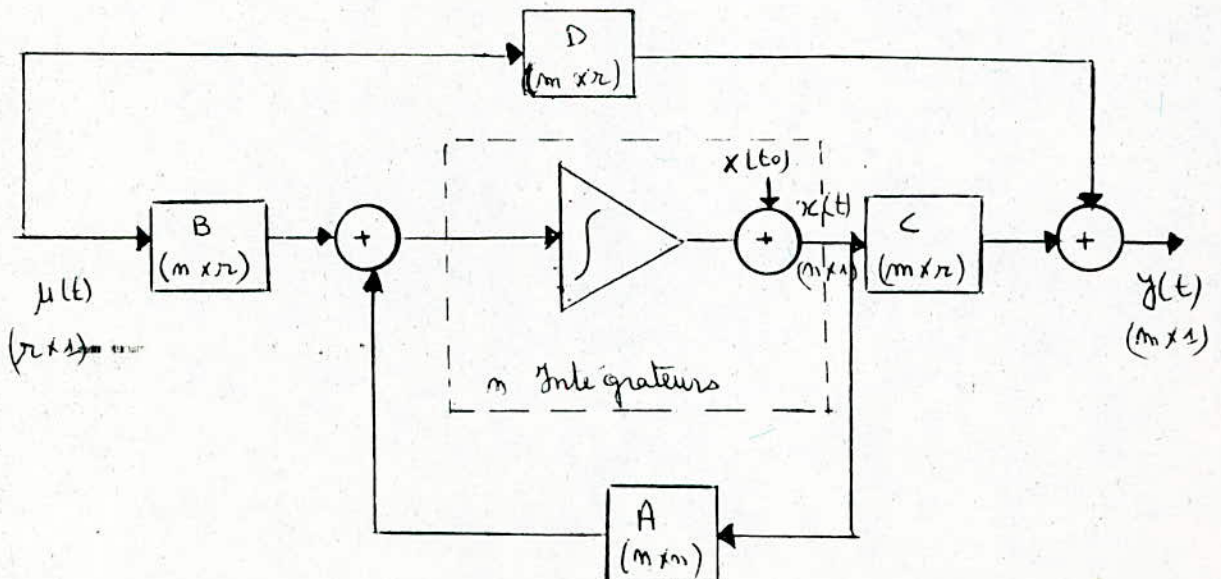 D
(m × r)
x(t0)
B
(n × r)
+
∫
+
x(t)
(n × 1)
C
(m × r)
+
μ(t)
(r × 1)
y(t)
(m × 1)
n Intégrateurs
A
(n × n)